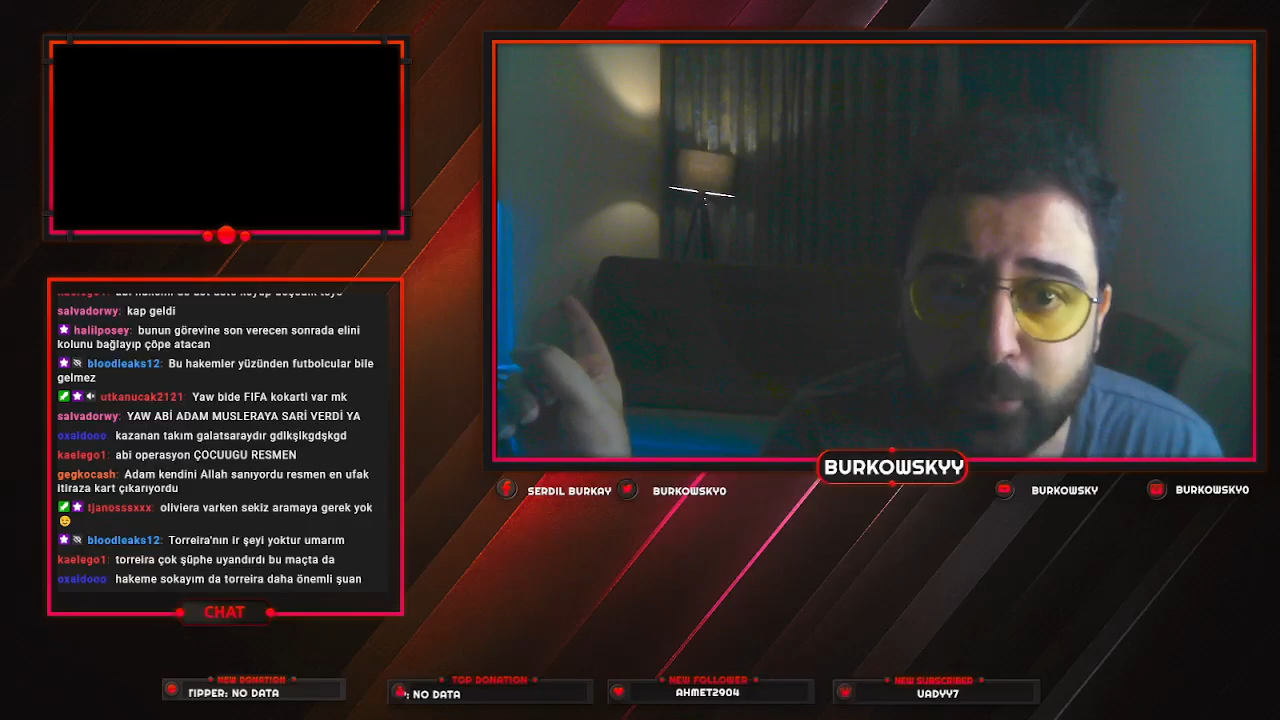 salvadorwy: kap geldi
halilposey: bunun görevine son verecen sonrada elini
kolunu bağlayıp çöpe atacan
bloodleaks12: Bu hakemler yüzünden futbolcular bile
gelmez
utkanucak2121: Yaw bide FIFA kokarti var mk
salvadorwy: YAW ABİ ADAM MUSLERAYA SARİ VERDİ YA
oxaidooo: kazanan takım galatsaraydır gdlkşlkgdşkgd
kaelego1: abi operasyon ÇOCUUGU RESMEN
gegkocash: Adam kendini Allah sanıyordu resmen en ufak
itiraza kart çıkarıyordu
tjanosssxxx: oliviera varken sekiz aramaya gerek yok
bloodleaks12: Torreira'nın ir şeyi yoktur umarım
kaelego1: torreira çok şüphe uyandırdı bu maçta da
oxaidooo: hakeme sokayım da torreira daha önemli şuan
CHAT
BURKOWSKYY
SERDIL BURKAY
BURKOWSKY0
BURKOWSKY
BURKOWSKY0
NEW DONATION
TIPPER: NO DATA
TOP DONATION
: NO DATA
NEW FOLLOWER
AHMET2904
NEW SUBSCRIBED
UADYY7